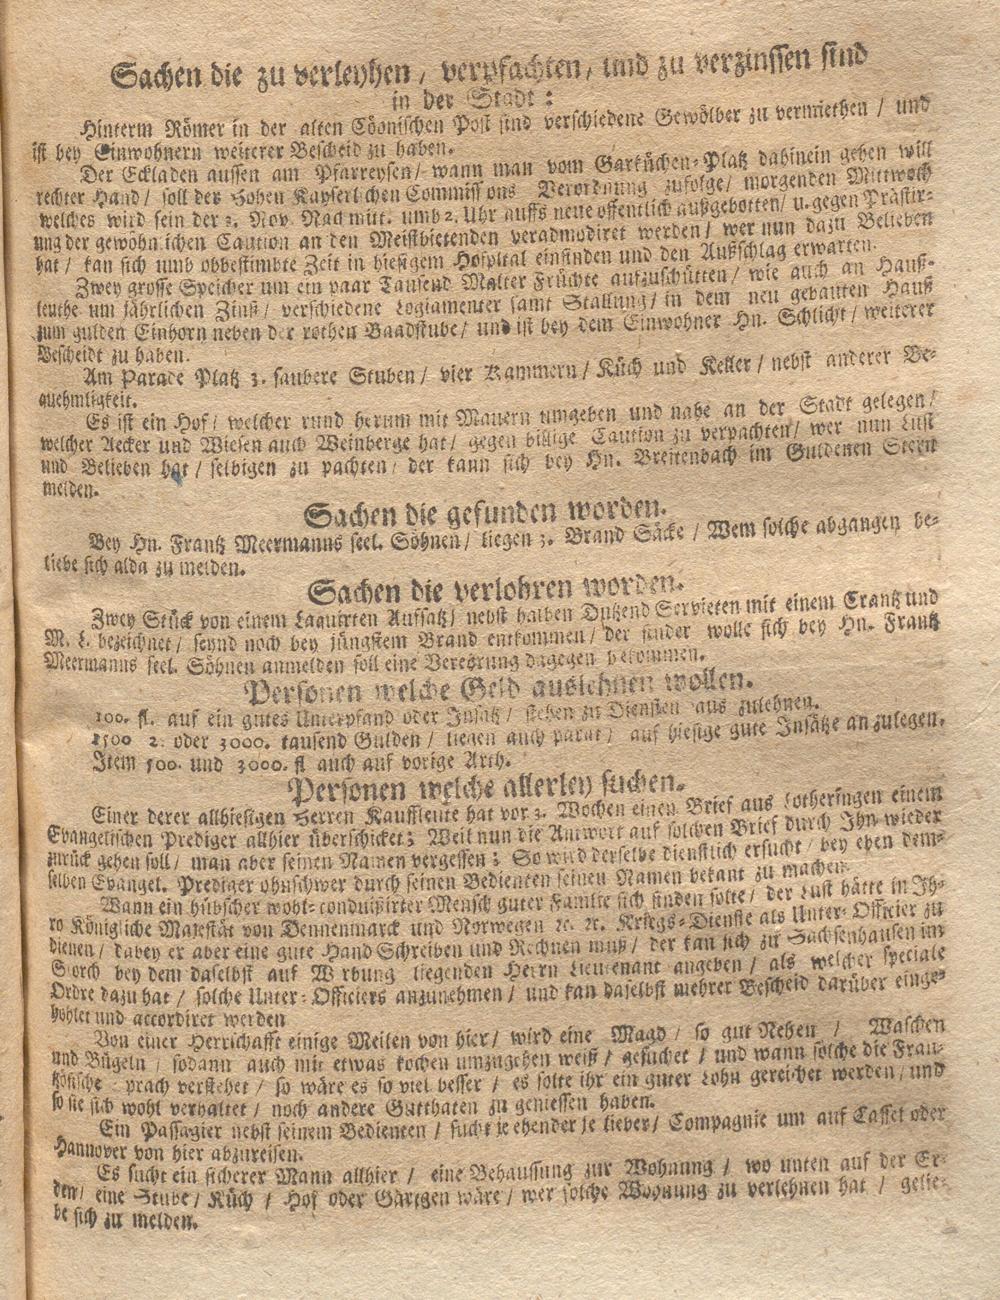 Sachen die zu verleyhen / verpfachten / und zu verzinssen sind
in der Stadt:
Hinterm Römer in der alten Cöonischen Post sind verschiedene Gewölber zu vermiethen / und
ist bey Einwohnern weiterer Bescheid zu haben.
Der Eckladen aussen am Pfarreysen / wann man vom Garküchen-Platz dahinein gehen will
rechter Hand / soll der Hohen Kayserlichen Commissons Verordnung zufolge / morgenden Mittwoch
welches wird sein der 3. Nov. Nachmitt. umb 2. Uhr auffs neue offentlich außgebotten / u. gegen Prästir-
ung der gewöhnlichen Caution an den Meistbietenden veradmodiret werden / wer nun dazu Belieben
hat / kan sich umb obbestimbte Zeit in hiesigem Hospital einfinden und den Außschlag erwarten.
Zwey grosse Speicher um ein paar Tausend Malter Früchte aufzuschütten / wie auch an Hauß-
leuthe um jährlichen Zinß / verschiedene Logiamenter samt Stallung / in dem neu gebauten Hauß
zum gülden Einhorn neben der rothen Baadstube / und ist bey dem Einwohner Hn. Schlicht / weiterer
Bescheidt zu haben.
Am Parade Platz 3. saubere Stuben / vier Kammern / Küch und Keller / nebst anderer Be-
quehmligkeit.
Es ist ein Hof / welcher rund herum mit Mauern umgeben und nahe an der Stadt gelegen /
welcher Aecker und Wiesen auch Weinberge hat / gegen billige Caution zu verpachten / wer nun Lust
und Belieben hat / selbigen zu pachten / der kann sich bey Hn. Breitenbach im Guldenen Stern
melden.
Sachen die gefunden worden.
Bey Hn. Frantz Meermanns seel. Söhnen / liegen 3. Brand Säcke / Wem solche abgangen be-
liebe sich alda zu melden.
Sachen die verlohren worden.
Zwey Stück von einem Laquirten Auffsatz / nebst halben Dutzend Servieten mit einem Crantz und
M. L. bezeichnet / seynd noch bey jüngstem Brand entkommen / der finder wolle sich bey Hn. Frantz
Meermanns seel. Söhnen anmelden soll eine Verehrung dagegen bekommen.
Personen welche Geld auslehnen wollen.
100. fl. auf ein gutes Unterpfand oder Insatz / stehen zu Diensten aus zulehnen.
1500 2. oder 3000. tausend Gulden / liegen auch parat / auf hiesige gute Insätze anzulegen.
Item 500. und 3000. fl auch auf vorige Arth.
Personen welche allerley suchen.
Einer derer allhiesigen Herren Kauffleute hat vor 3. Wochen einen Brief aus Lotheringen einem
Evangelischen Prediger allhier überschicket; Weil nun die Antwort auf solchen Brief durch Ihn wieder
zurück gehen soll / man aber seinen Namen vergessen; So wird derselbe dienstlich ersucht / bey eben dem-
selben Evangel. Prediger ohnschwer durch seinen Bedienten seinen Namen bekant zu machen.
Wann ein hübscher wohl-conduisirter Mensch guter Familie sich finden solte / der Lust hätte in Ih-
ro Königliche Majestät von Dennenmarck und Norwegen ꝛc. ꝛc. Kriegs-Dienste als Unter-Officier zu
dienen / dabey er aber eine gute Hand Schreiben und Rechnen muß / der kan sich zu Sachsenhausen im
Storch bey dem daselbst auf Werbung liegenden Herrn Lieutenant angeben / als welcher speciale
Ordre dazu hat / solche Unter-Officiers anzunehmen / und kan daselbst mehrer Bescheid darüber einge-
hohlet und accordiret werden
Von einer Herrschafft einige Meilen von hier / wird eine Magd / so gut Nehen / Waschen
und Bügeln / sodann auch mit etwas kochen umzugehen weiß / gesuchet / und wann solche die Fran-
tzösische Sprach verstehet / so wäre es so viel besser / es solte ihr ein guter Lohn gereichet werden / und
so sie sich wohl verhaltet / noch andere Gutthaten zu geniessen haben.
Ein Passagier nebst seinem Bedienten / sucht je ehender je lieber / Compagnie um auf Cassel oder
Hannover von hier abzureisen.
Es sucht ein sicherer Mann allhier / eine Behaussung zur Wohnung / wo unten auf der Er-
den / eine Stube / Küch / Hof oder Gärtgen wäre / wer solche Wohnung zu verlehnen hat / gelie-
be sich zu melden.